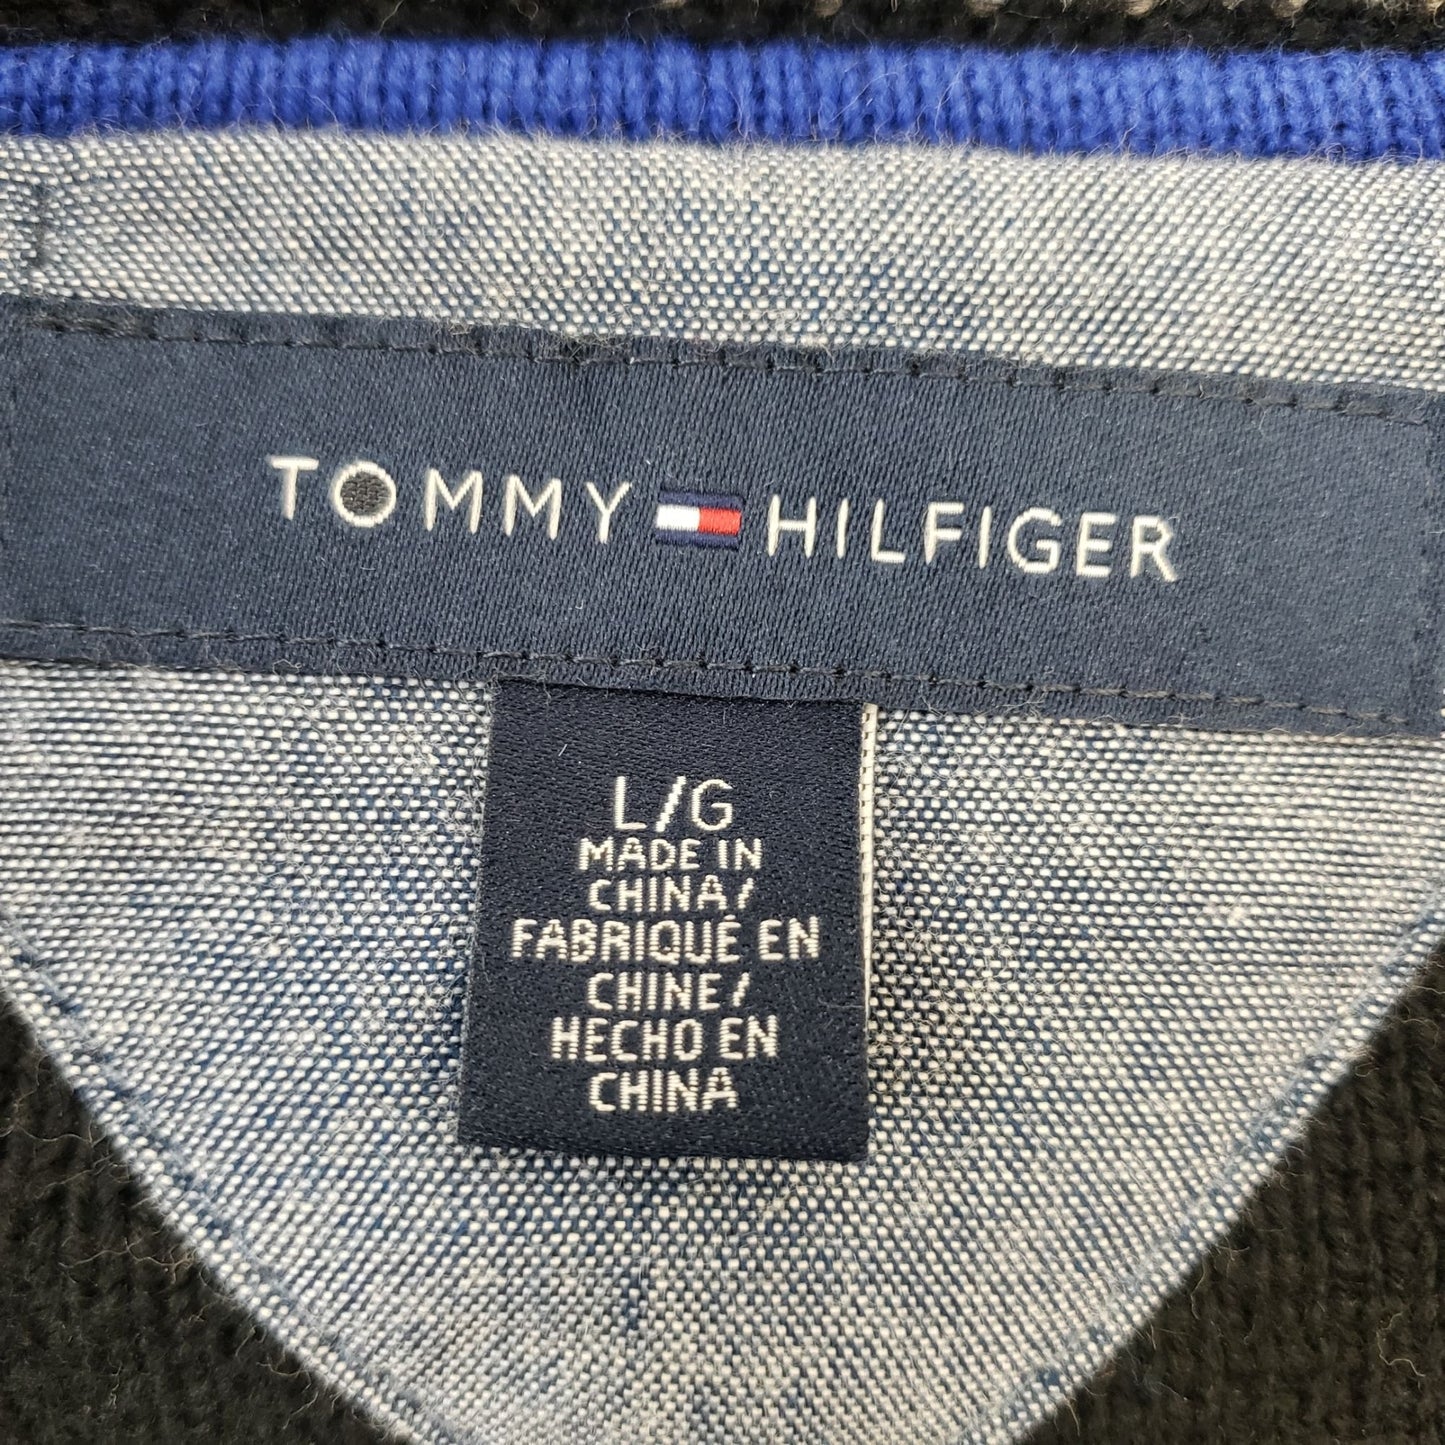 TOMMY HILFIGER
L/G
MADE IN
CHINA/
FABRIQUÉ EN
CHINE/
HECHO EN
CHINA